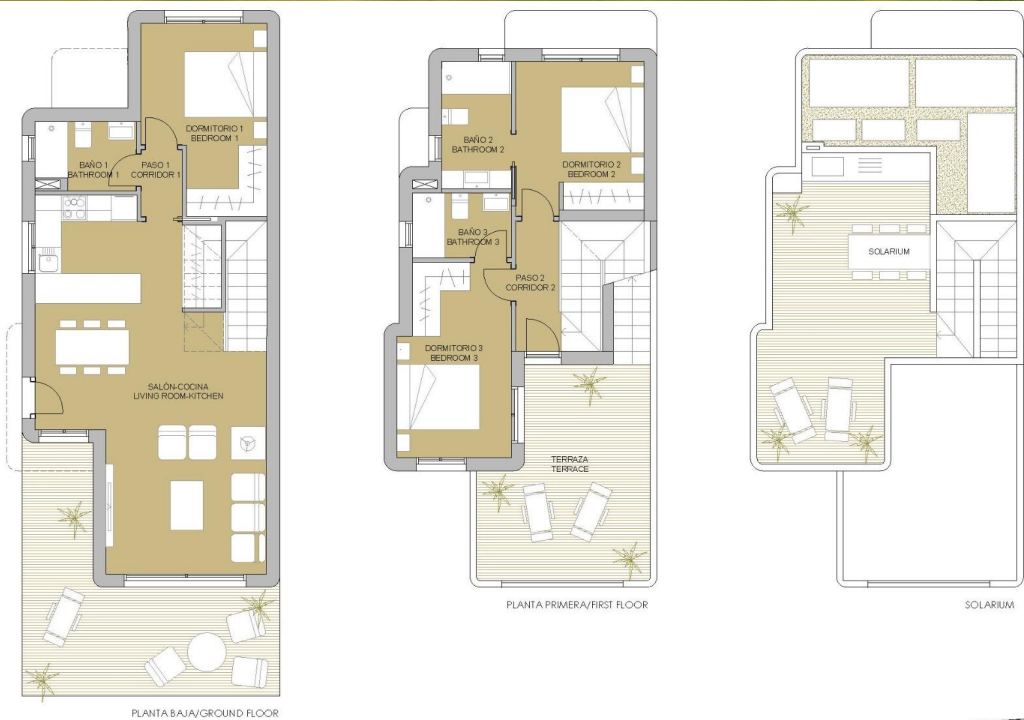 DORMITORIO 1
BEDROOM 1
BAÑO 1
BATHROOM 1
PASO 1
CORRIDOR 1
SALÓN-COCINA
LIVING ROOM-KITCHEN
PLANTA BAJA/GROUND FLOOR
BAÑO 2
BATHROOM 2
DORMITORIO 2
BEDROOM 2
BAÑO 3
BATHROOM 3
PASO 2
CORRIDOR 2
DORMITORIO 3
BEDROOM 3
TERRAZA
TERRACE
PLANTA PRIMERA/FIRST FLOOR
SOLARIUM
SOLARIUM